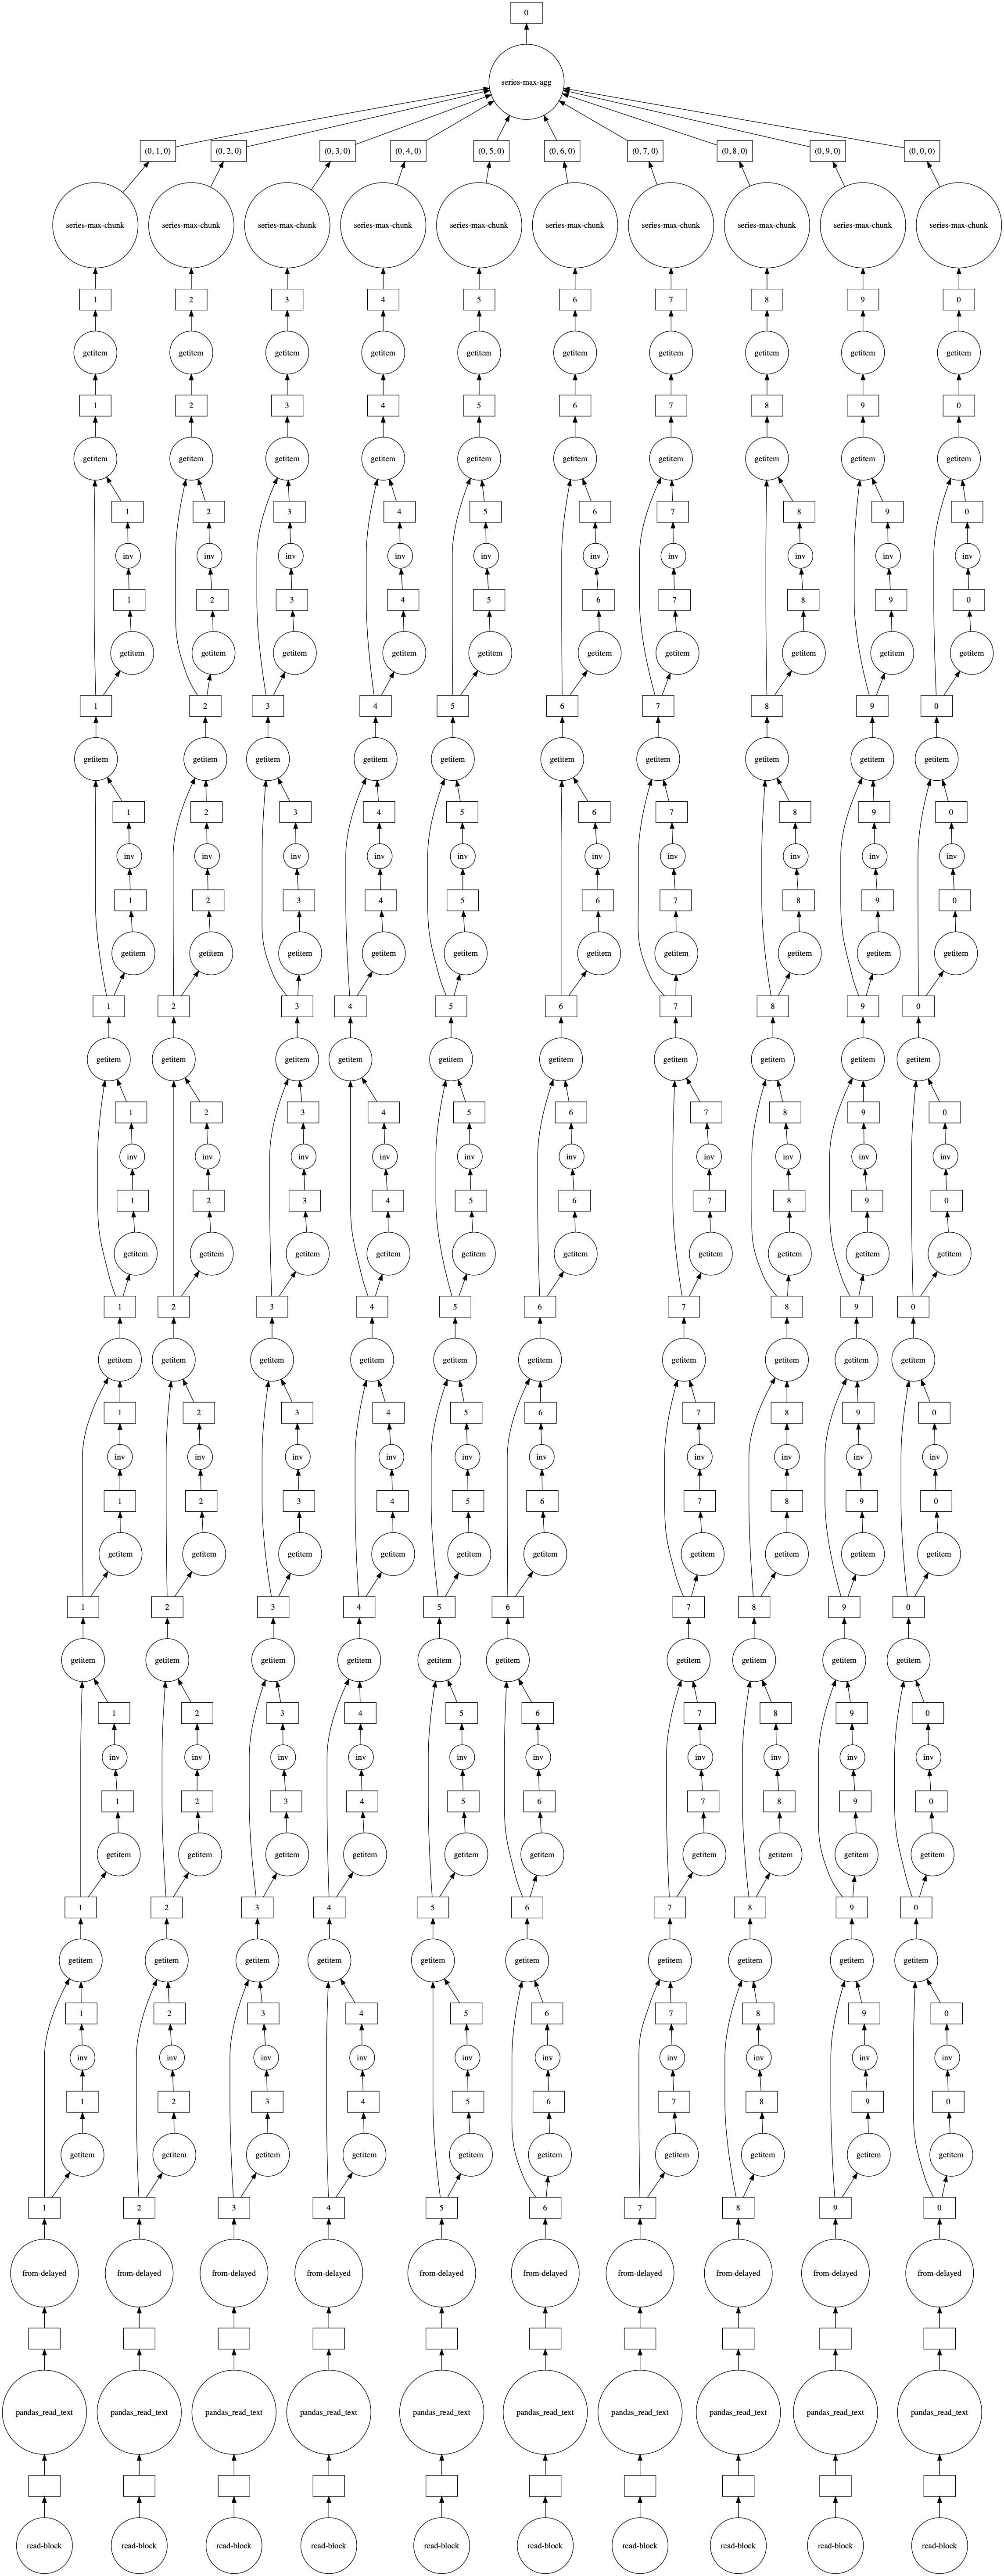 0
series-max-agg
(0, 1, 0) (0, 2, 0) (0, 3, 0) (0, 4, 0) (0, 5, 0) (0, 6, 0) (0, 7, 0) (0, 8, 0) (0, 9, 0) (0, 0, 0)
series-max-chunk series-max-chunk series-max-chunk series-max-chunk series-max-chunk series-max-chunk series-max-chunk series-max-chunk series-max-chunk series-max-chunk
1 2 3 4 5 6 7 8 9 0
getitem getitem getitem getitem getitem getitem getitem getitem getitem getitem
1 2 3 4 5 6 7 8 9 0
getitem getitem getitem getitem getitem getitem getitem getitem getitem getitem
1 2 3 4 5 6 7 8 9 0
inv inv inv inv inv inv inv inv inv inv
1 2 3 4 5 6 7 8 9 0
getitem getitem getitem getitem getitem getitem getitem getitem getitem getitem
1 2 3 4 5 6 7 8 9 0
getitem getitem getitem getitem getitem getitem getitem getitem getitem getitem
1 2 3 4 5 6 7 8 9 0
inv inv inv inv inv inv inv inv inv inv
1 2 3 4 5 6 7 8 9 0
getitem getitem getitem getitem getitem getitem getitem getitem getitem getitem
1 2 3 4 5 6 7 8 9 0
getitem getitem getitem getitem getitem getitem getitem getitem getitem getitem
1 2 3 4 5 6 7 8 9 0
inv inv inv inv inv inv inv inv inv inv
1 2 3 4 5 6 7 8 9 0
getitem getitem getitem getitem getitem getitem getitem getitem getitem getitem
1 2 3 4 5 6 7 8 9 0
getitem getitem getitem getitem getitem getitem getitem getitem getitem getitem
1 2 3 4 5 6 7 8 9 0
inv inv inv inv inv inv inv inv inv inv
1 2 3 4 5 6 7 8 9 0
getitem getitem getitem getitem getitem getitem getitem getitem getitem getitem
1 2 3 4 5 6 7 8 9 0
getitem getitem getitem getitem getitem getitem getitem getitem getitem getitem
1 2 3 4 5 6 7 8 9 0
inv inv inv inv inv inv inv inv inv inv
1 2 3 4 5 6 7 8 9 0
getitem getitem getitem getitem getitem getitem getitem getitem getitem getitem
1 2 3 4 5 6 7 8 9 0
getitem getitem getitem getitem getitem getitem getitem getitem getitem getitem
1 2 3 4 5 6 7 8 9 0
inv inv inv inv inv inv inv inv inv inv
1 2 3 4 5 6 7 8 9 0
getitem getitem getitem getitem getitem getitem getitem getitem getitem getitem
1 2 3 4 5 6 7 8 9 0
from-delayed from-delayed from-delayed from-delayed from-delayed from-delayed from-delayed from-delayed from-delayed from-delayed
pandas_read_text pandas_read_text pandas_read_text pandas_read_text pandas_read_text pandas_read_text pandas_read_text pandas_read_text pandas_read_text pandas_read_text
read-block read-block read-block read-block read-block read-block read-block read-block read-block read-block